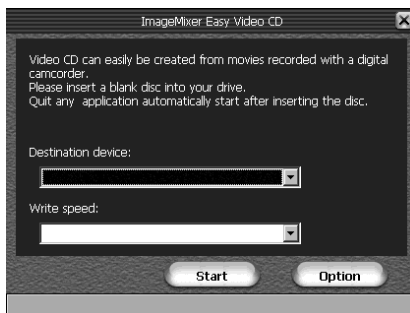 ImageMixer Easy Video CD
Video CD can easily be created from movies recorded with a digital
camcorder.
Please insert a blank disc into your drive.
Quit any application automatically start after inserting the disc.
Destination device:
Write speed:
Start Option